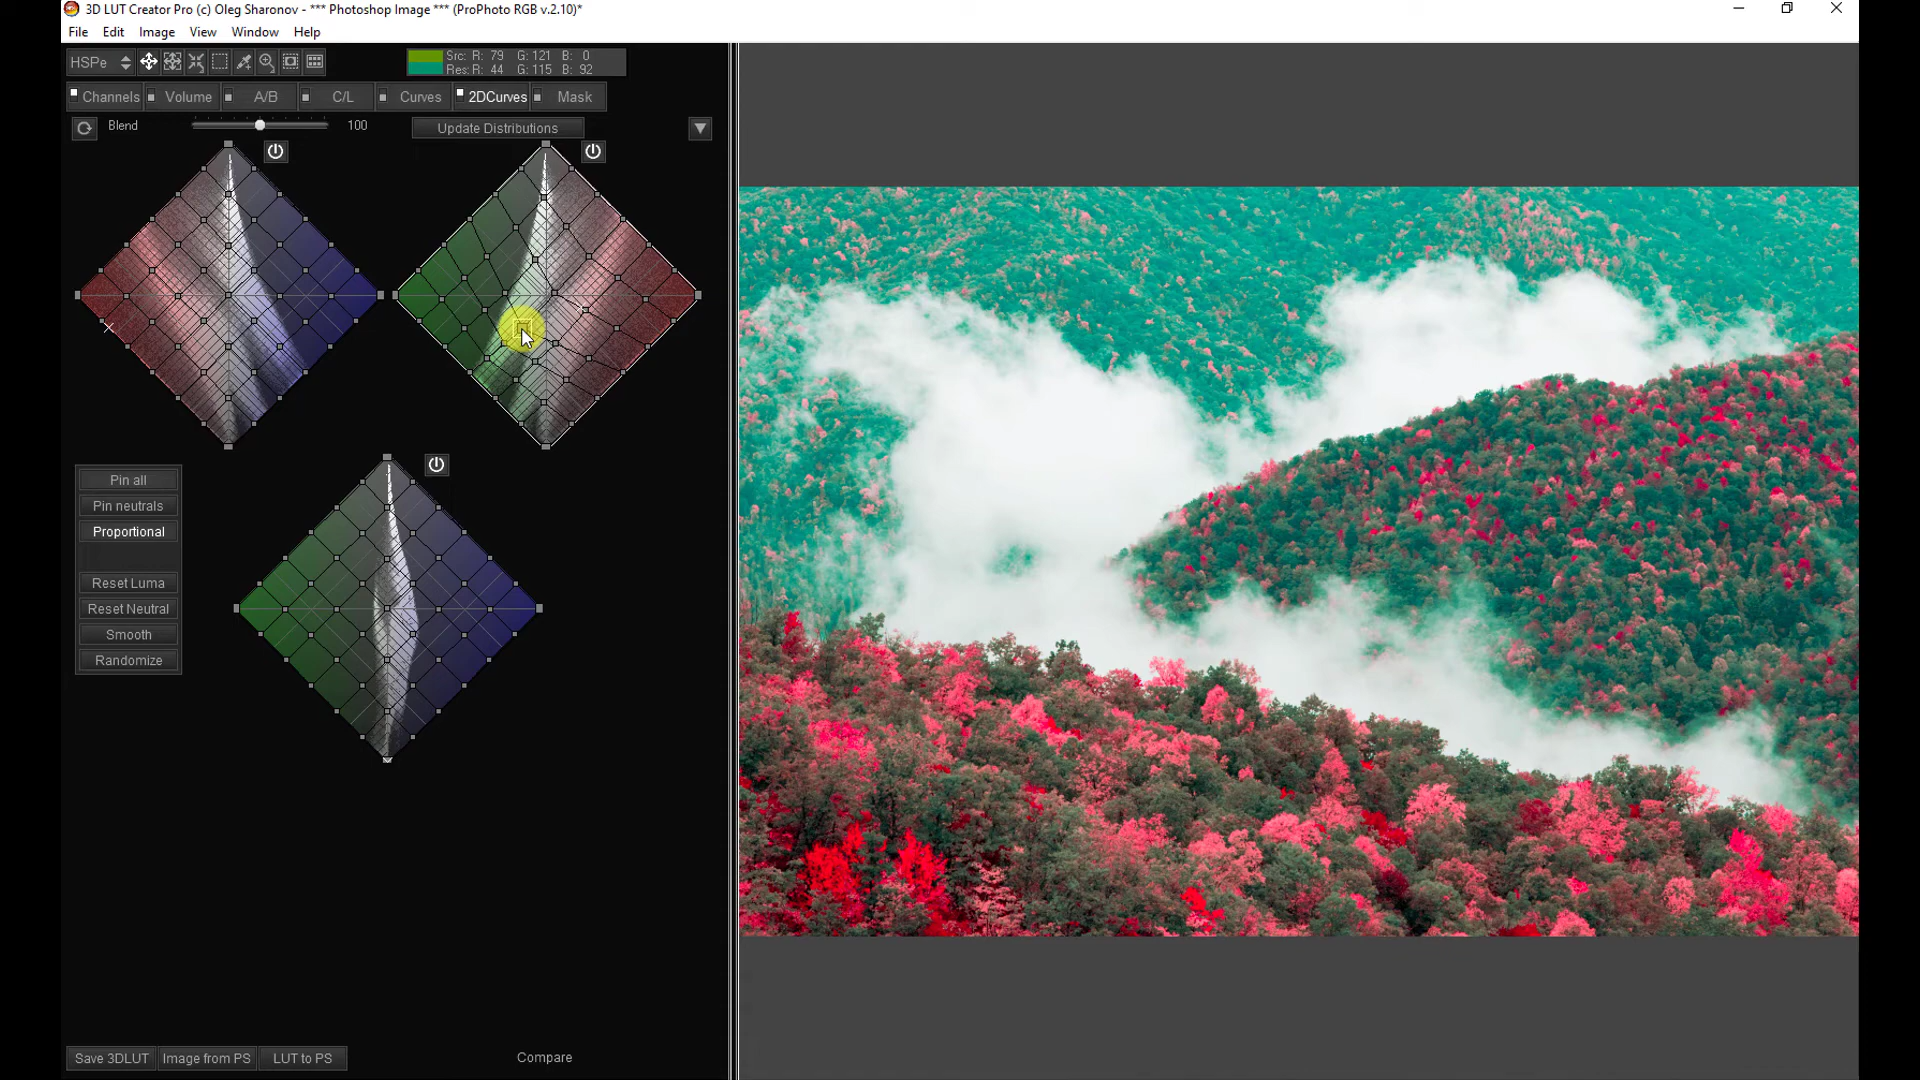 3D LUT Creator Pro (c) Oleg Sharonov - *** Photoshop Image *** (ProPhoto RGB v.2.10)*
File Edit Image View Window Help
HSPe
Src: R: 79 G: 121 B: 0
Res: R: 44 G: 115 B: 92
Channels Volume A/B C/L Curves 2DCurves Mask
Blend 100 Update Distributions
Pin all
Pin neutrals
Proportional
Reset Luma
Reset Neutral
Smooth
Randomize
Save 3DLUT Image from PS LUT to PS Compare